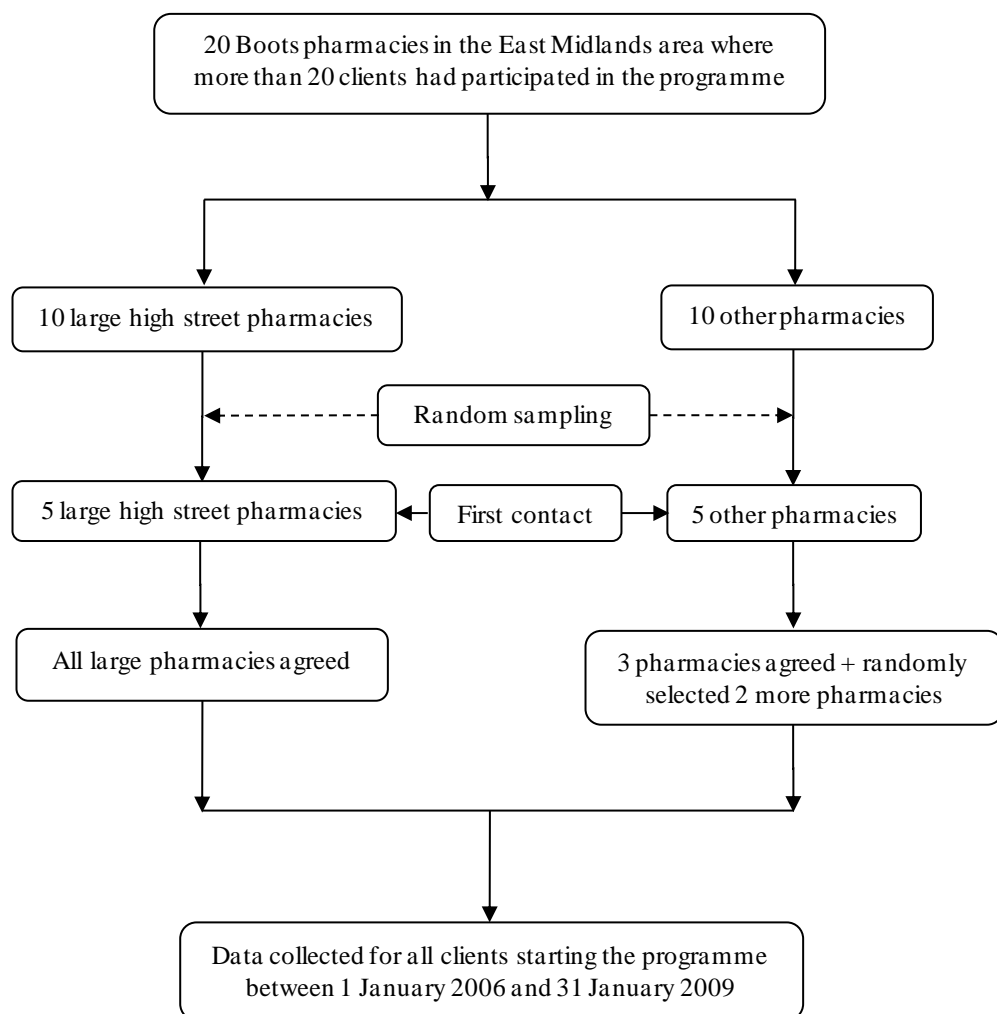 20 Boots pharmacies in the East Midlands area where
more than 20 clients had participated in the programme
10 large high street pharmacies
10 other pharmacies
Random sampling
5 large high street pharmacies
First contact
5 other pharmacies
All large pharmacies agreed
3 pharmacies agreed + randomly
selected 2 more pharmacies
Data collected for all clients starting the programme
between 1 January 2006 and 31 January 2009